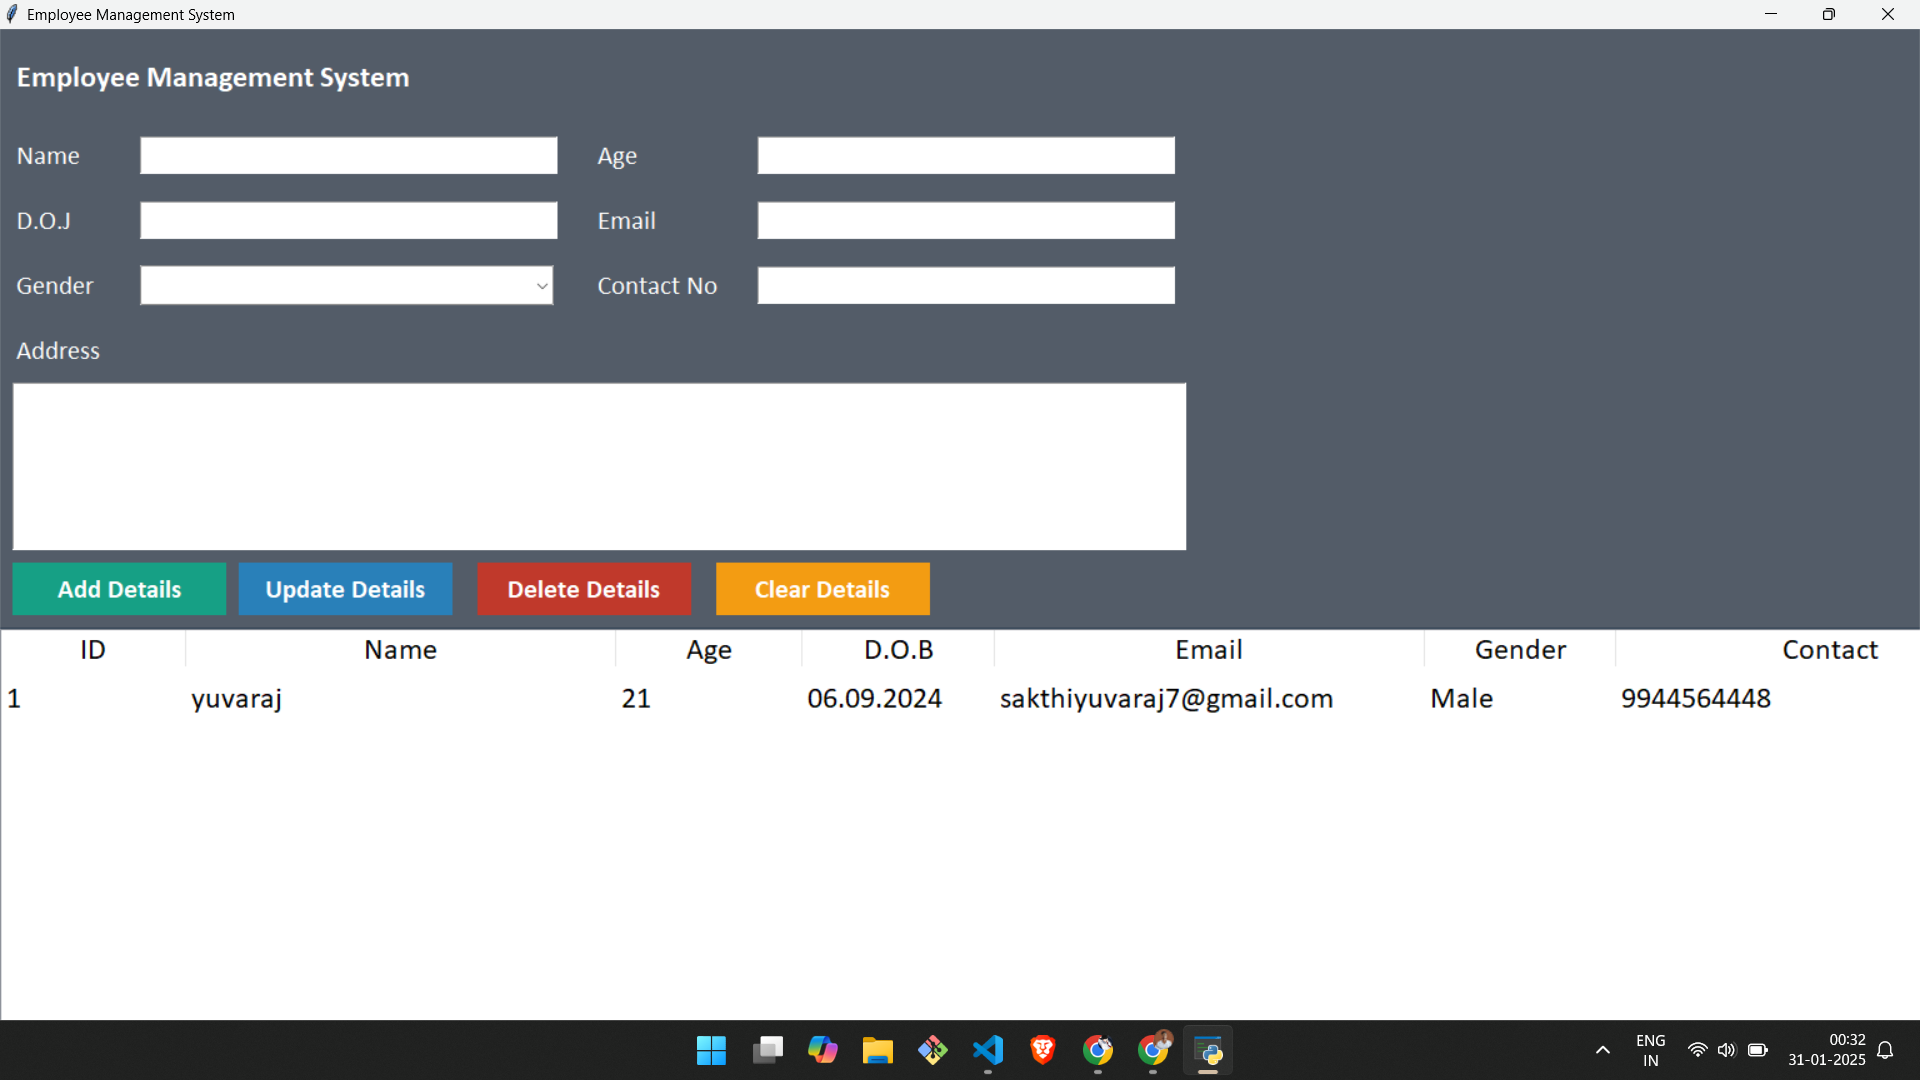 Employee Management System
Employee Management System
Name Age
D.O.J Email
Gender Contact No
Address
Add Details Update Details Delete Details Clear Details
ID Name Age D.O.B Email Gender Contact
1 yuvaraj 21 06.09.2024 sakthiyuvaraj7@gmail.com Male 9944564448
ENG 00:32
IN 31-01-2025